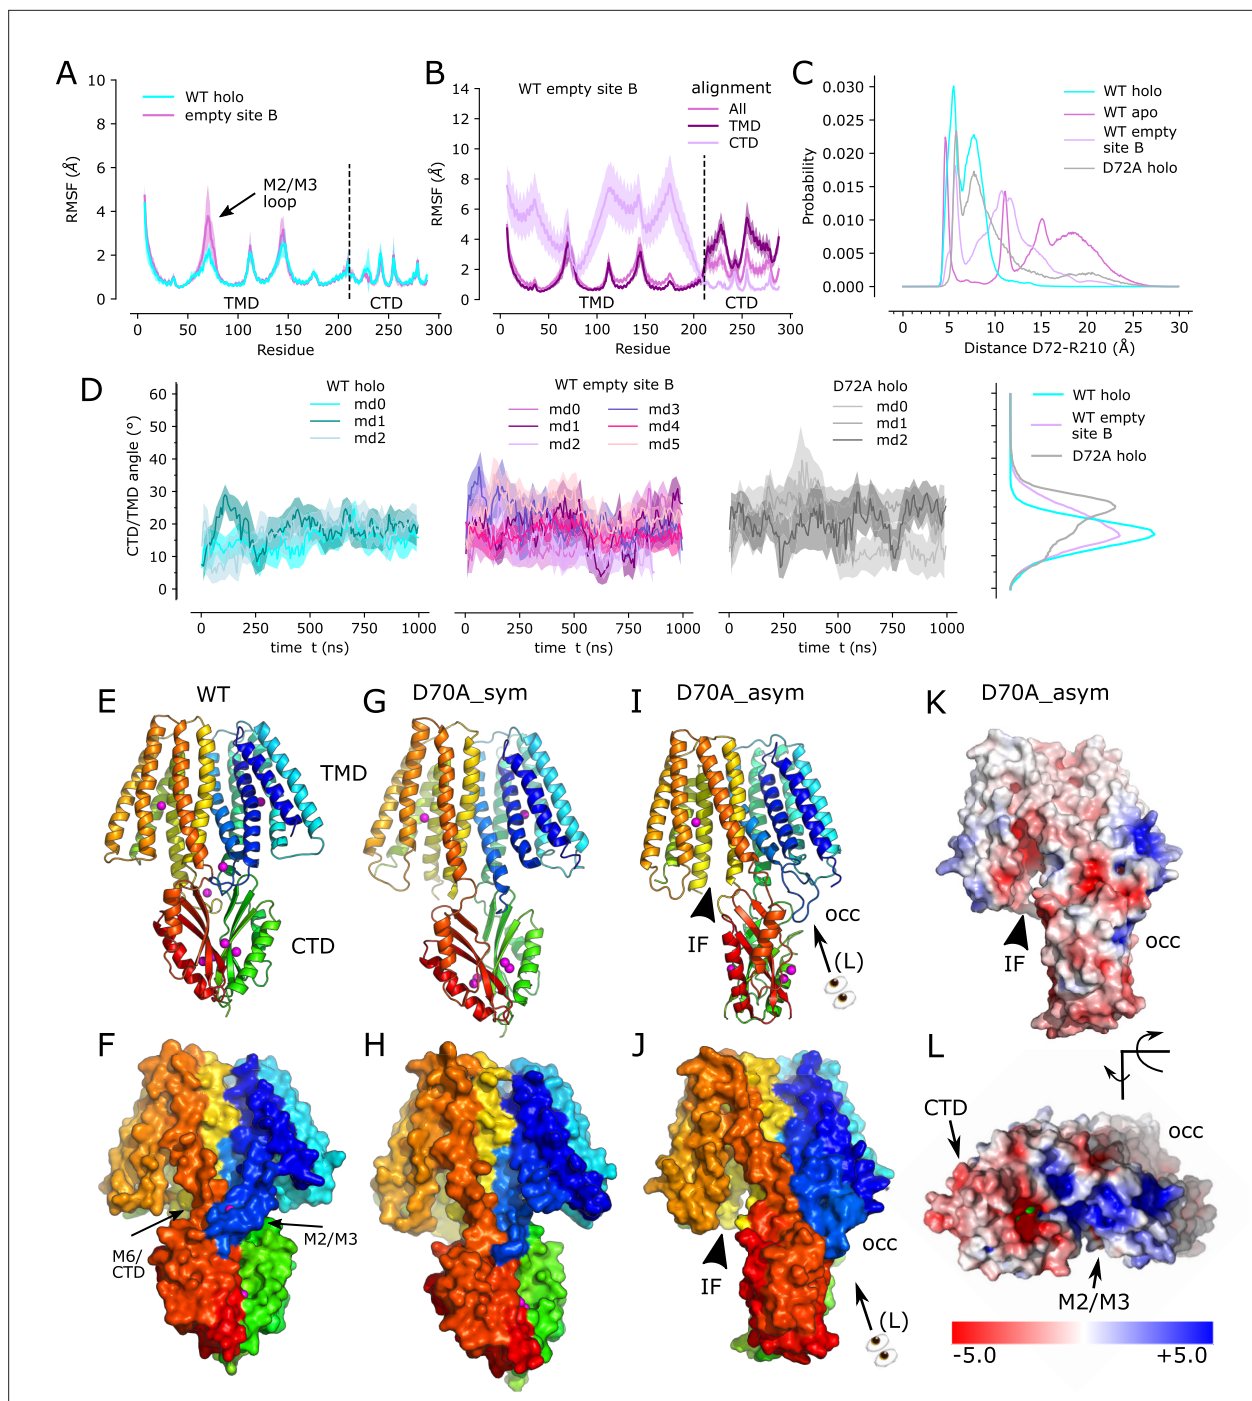 A
10
8
6
4
2
0
RMSF (Å)
WT holo
empty site B
M2/M3
loop
TMD
CTD
0 50 100 150 200 250 300
Residue
B
WT empty site B
alignment
All
TMD
CTD
14
12
10
8
6
4
2
0
RMSF (Å)
TMD
CTD
0 50 100 150 200 250 300
Residue
C
0.030
0.025
0.020
0.015
0.010
0.005
0.000
Probability
WT holo
WT apo
WT empty
site B
D72A holo
0 5 10 15 20 25 30
Distance D72-R210 (Å)
D
60
50
40
30
20
10
0
CTD/TMD angle (°)
WT holo
md0
md1
md2
0 250 500 750 1000
time t (ns)
WT empty site B
md0 md3
md1 md4
md2 md5
0 250 500 750 1000
time t (ns)
D72A holo
md0
md1
md2
0 250 500 750 1000
time t (ns)
WT holo
WT empty
site B
D72A holo
E
WT
TMD
CTD
G
D70A_sym
I
D70A_asym
IF
occ
(L)
K
D70A_asym
IF
occ
F
M6/
CTD
M2/M3
H
J
IF
occ
(L)
L
CTD
occ
M2/M3
-5.0 +5.0